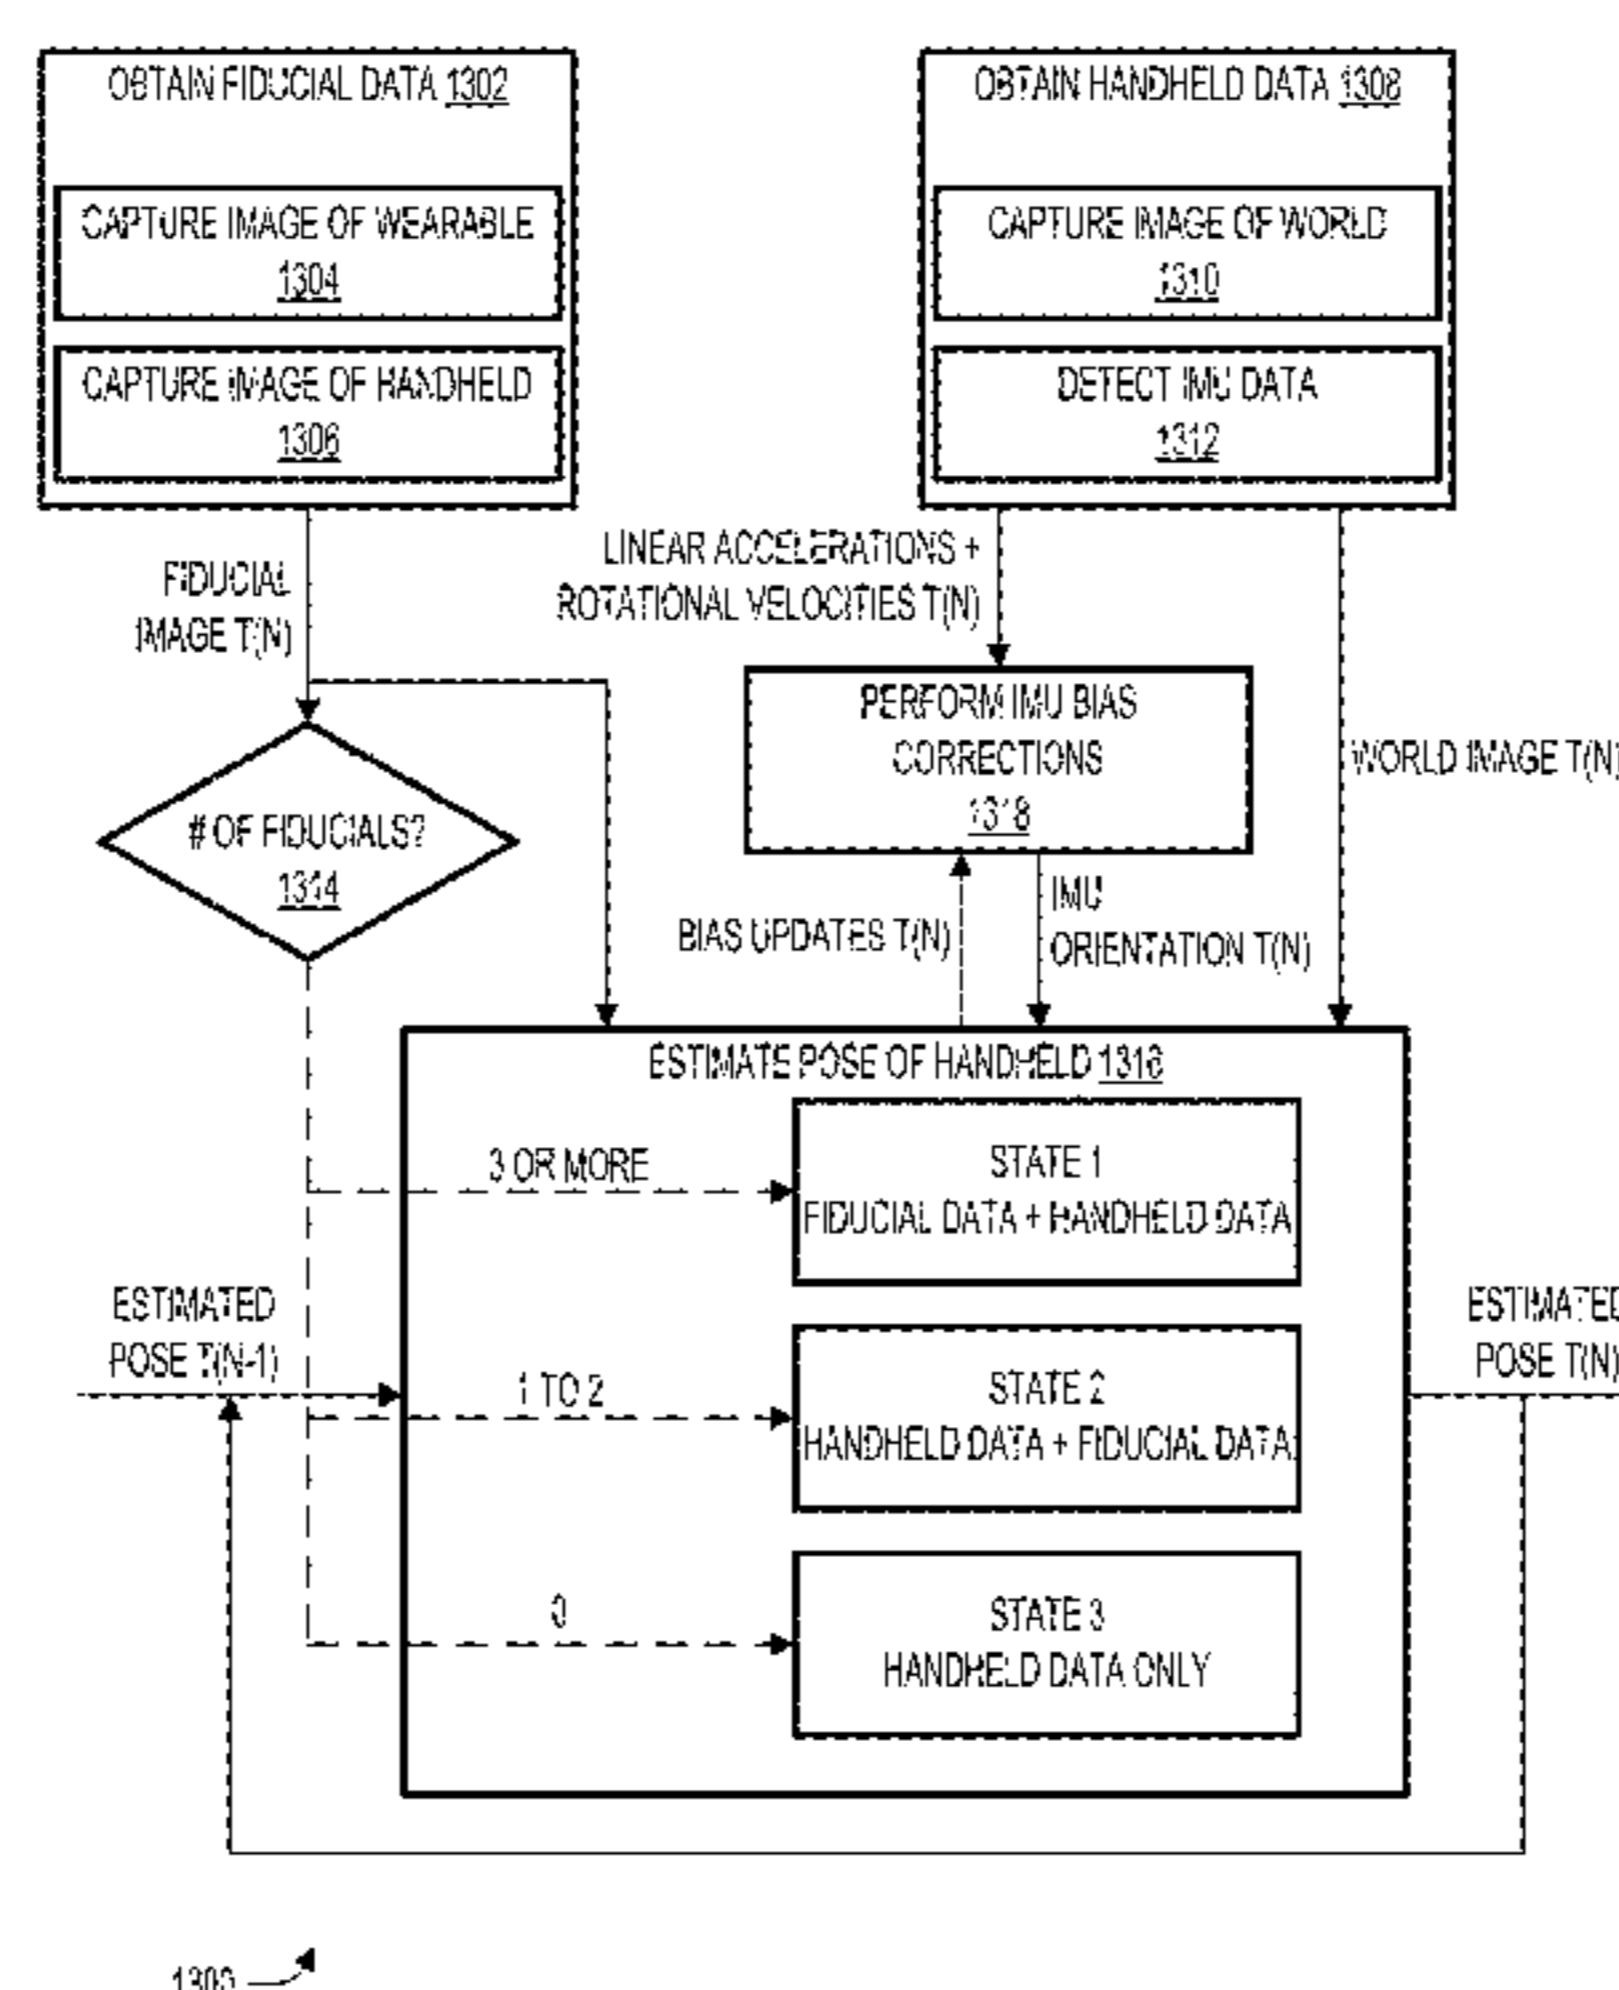 OBTAIN FIDUCIAL DATA 1302
CAPTURE IMAGE OF WEARABLE
1304
CAPTURE IMAGE OF HANDHELD
1306
OBTAIN HANDHELD DATA 1308
CAPTURE IMAGE OF WORLD
1310
DETECT IMU DATA
1312
FIDUCIAL
IMAGE T(N)
LINEAR ACCELERATIONS +
ROTATIONAL VELOCITIES T(N)
PERFORM IMU BIAS
CORRECTIONS
1318
WORLD IMAGE T(N)
# OF FIDUCIALS?
1314
BIAS UPDATES T(N)
IMU
ORIENTATION T(N)
ESTIMATE POSE OF HANDHELD 1316
3 OR MORE
STATE 1
FIDUCIAL DATA + HANDHELD DATA
ESTIMATED
POSE T(N-1)
1 TO 2
STATE 2
HANDHELD DATA + FIDUCIAL DATA
ESTIMATED
POSE T(N)
0
STATE 3
HANDHELD DATA ONLY
1300